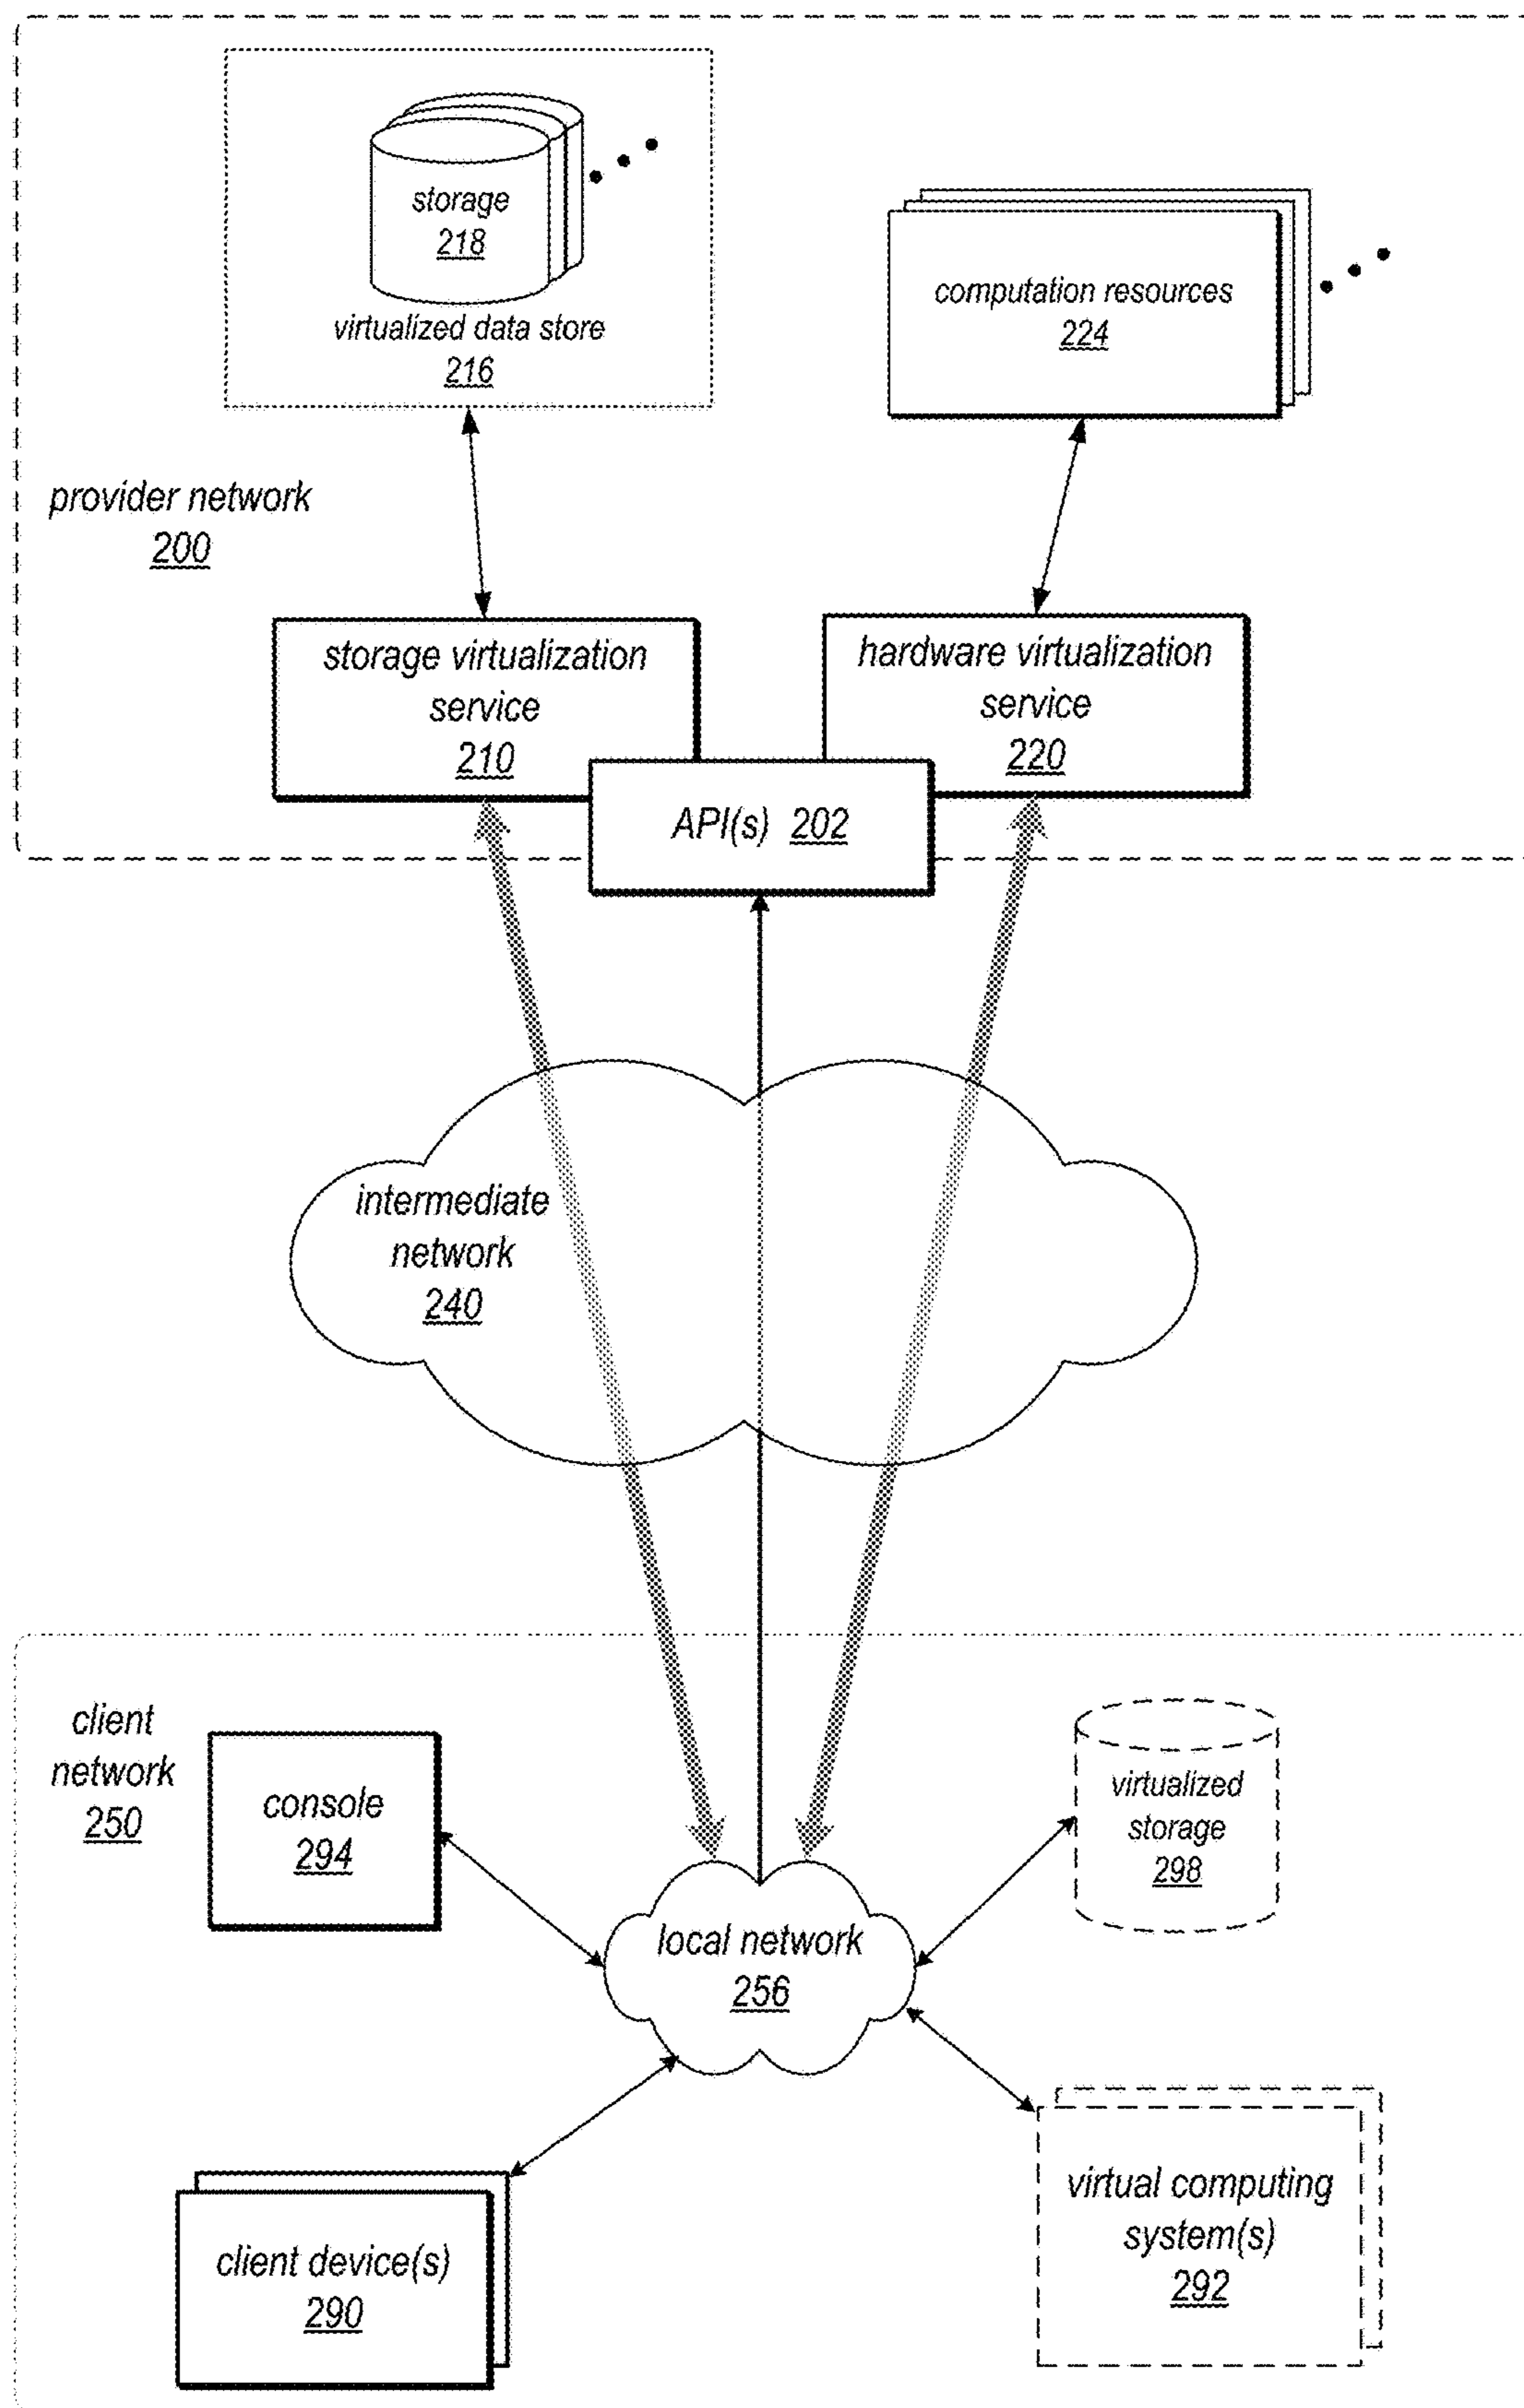 storage
218
virtualized data store
216
computation resources
224
provider network
200
storage virtualization
service
210
hardware virtualization
service
220
API(s) 202
intermediate
network
240
client
network
250
console
294
virtualized
storage
298
local network
256
client device(s)
290
virtual computing
system(s)
292